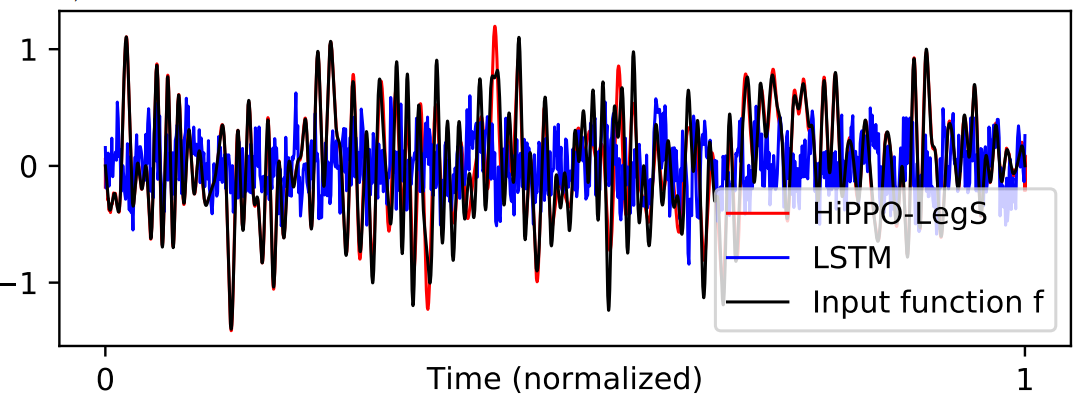 1
0
−1
HiPPO-LegS
LSTM
Input function f
0
Time (normalized)
1